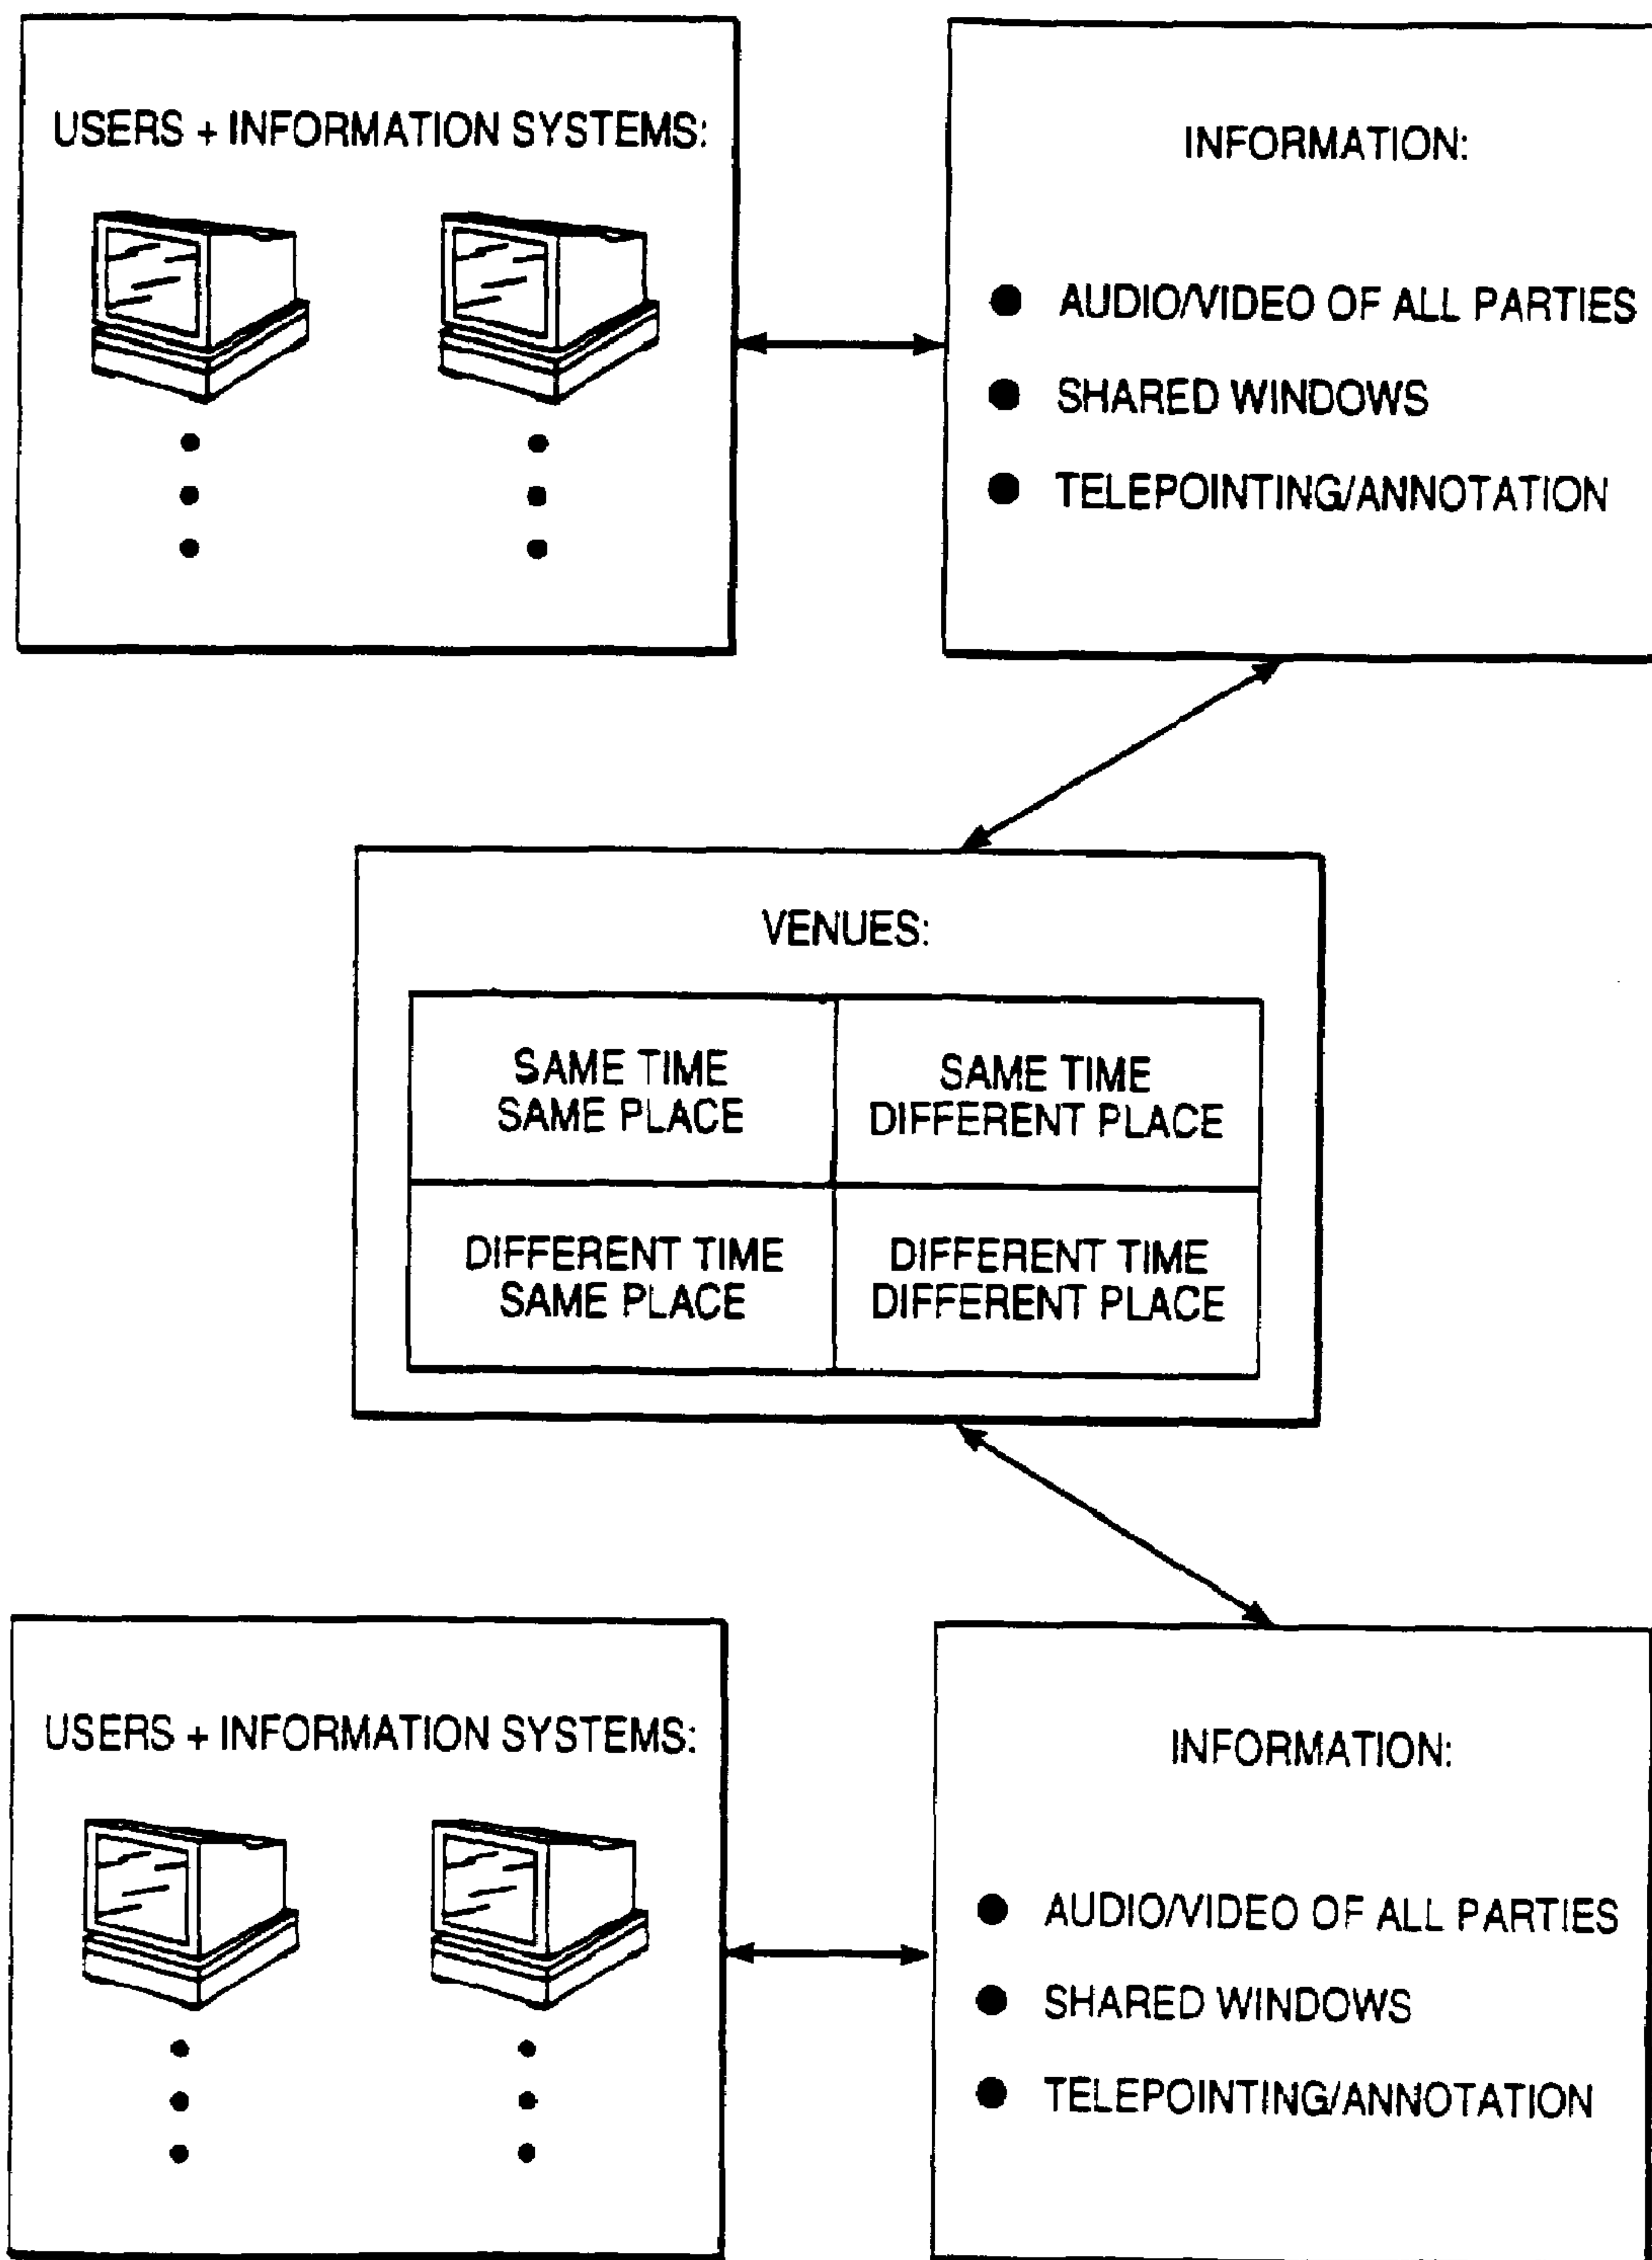 USERS + INFORMATION SYSTEMS:
INFORMATION:
● AUDIO/VIDEO OF ALL PARTIES
● SHARED WINDOWS
● TELEPOINTING/ANNOTATION
VENUES:
SAME TIME
SAME PLACE
SAME TIME
DIFFERENT PLACE
DIFFERENT TIME
SAME PLACE
DIFFERENT TIME
DIFFERENT PLACE
USERS + INFORMATION SYSTEMS:
INFORMATION:
● AUDIO/VIDEO OF ALL PARTIES
● SHARED WINDOWS
● TELEPOINTING/ANNOTATION